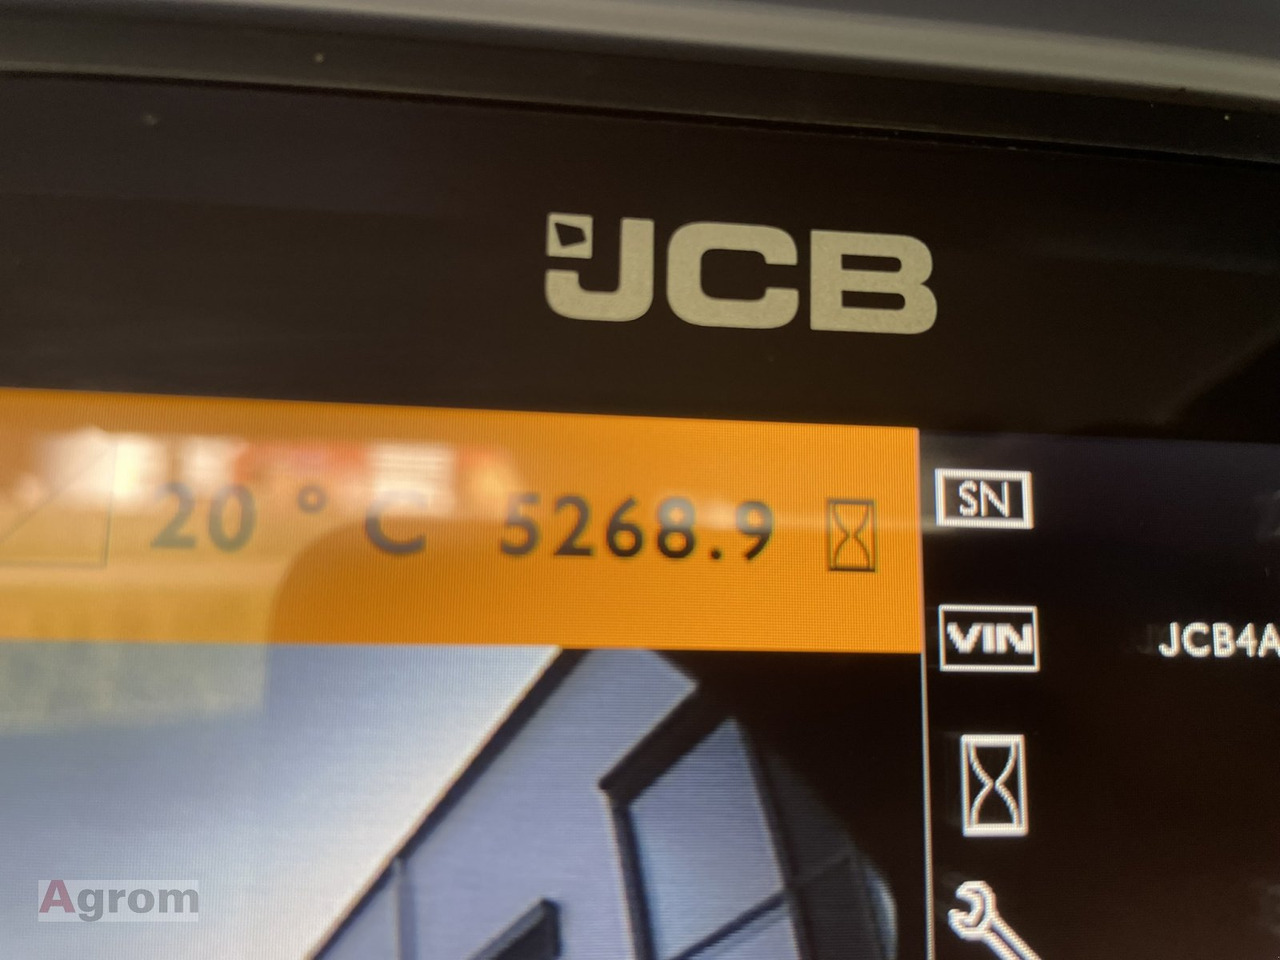 JCB
20 ° C 5268.9
SN
VIN JCB4A
Agrom